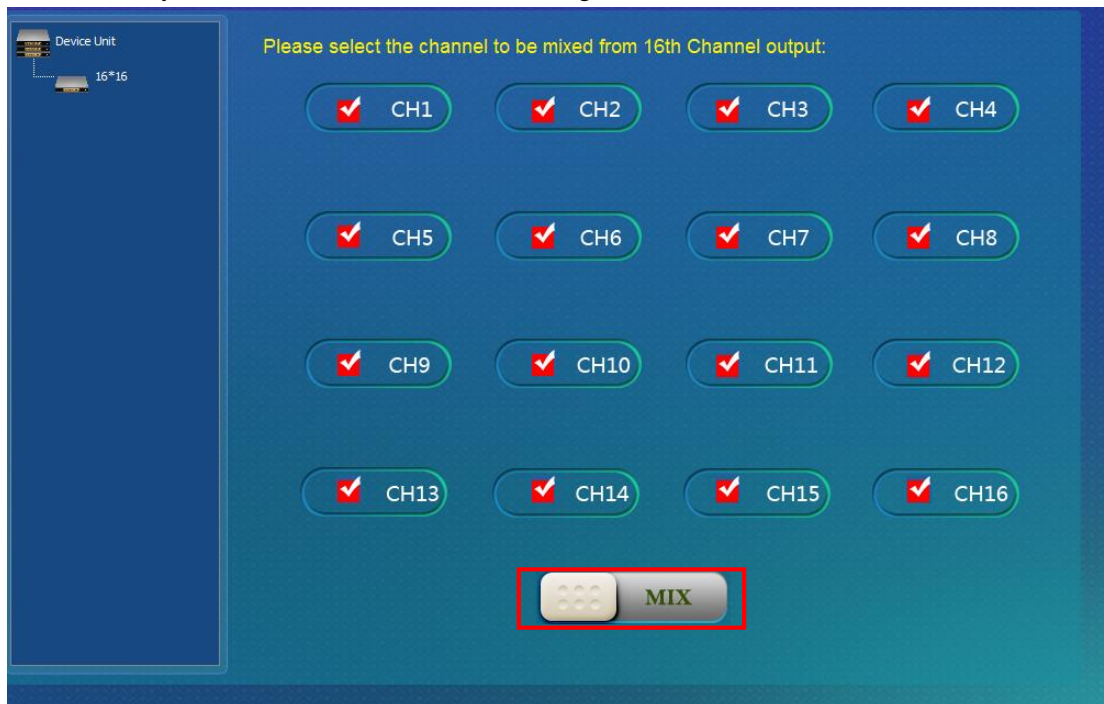 Device Unit
16*16
Please select the channel to be mixed from 16th Channel output:
CH1 CH2 CH3 CH4
CH5 CH6 CH7 CH8
CH9 CH10 CH11 CH12
CH13 CH14 CH15 CH16
MIX